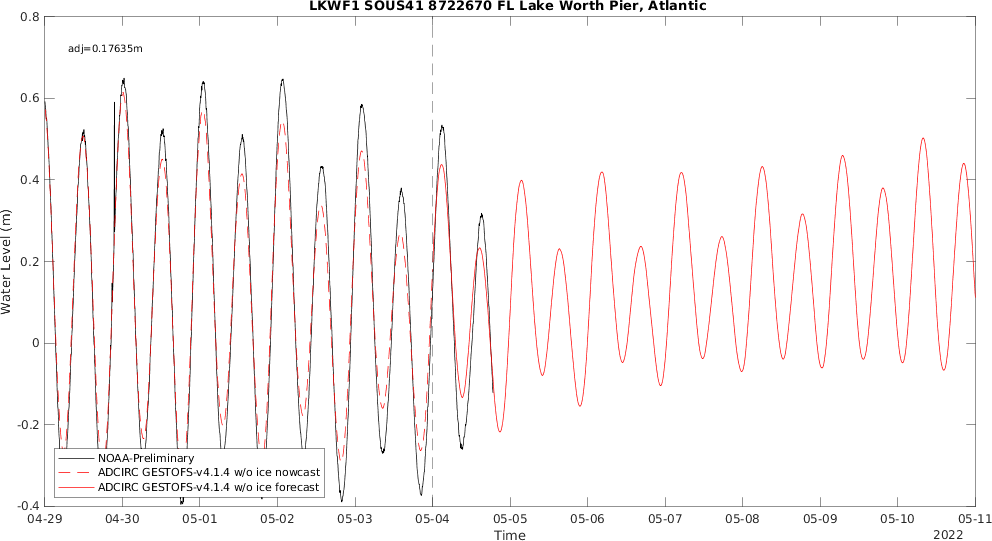 LKWF1 SOUS41 8722670 FL Lake Worth Pier, Atlantic
0.8
adj=0.17635m
0.6
0.4
0.2
0
-0.2
-0.4
Water Level (m)
NOAA-Preliminary
ADCIRC GESTOFS-v4.1.4 w/o ice nowcast
ADCIRC GESTOFS-v4.1.4 w/o ice forecast
04-29 04-30 05-01 05-02 05-03 05-04 05-05 05-06 05-07 05-08 05-09 05-10 05-11
Time
2022